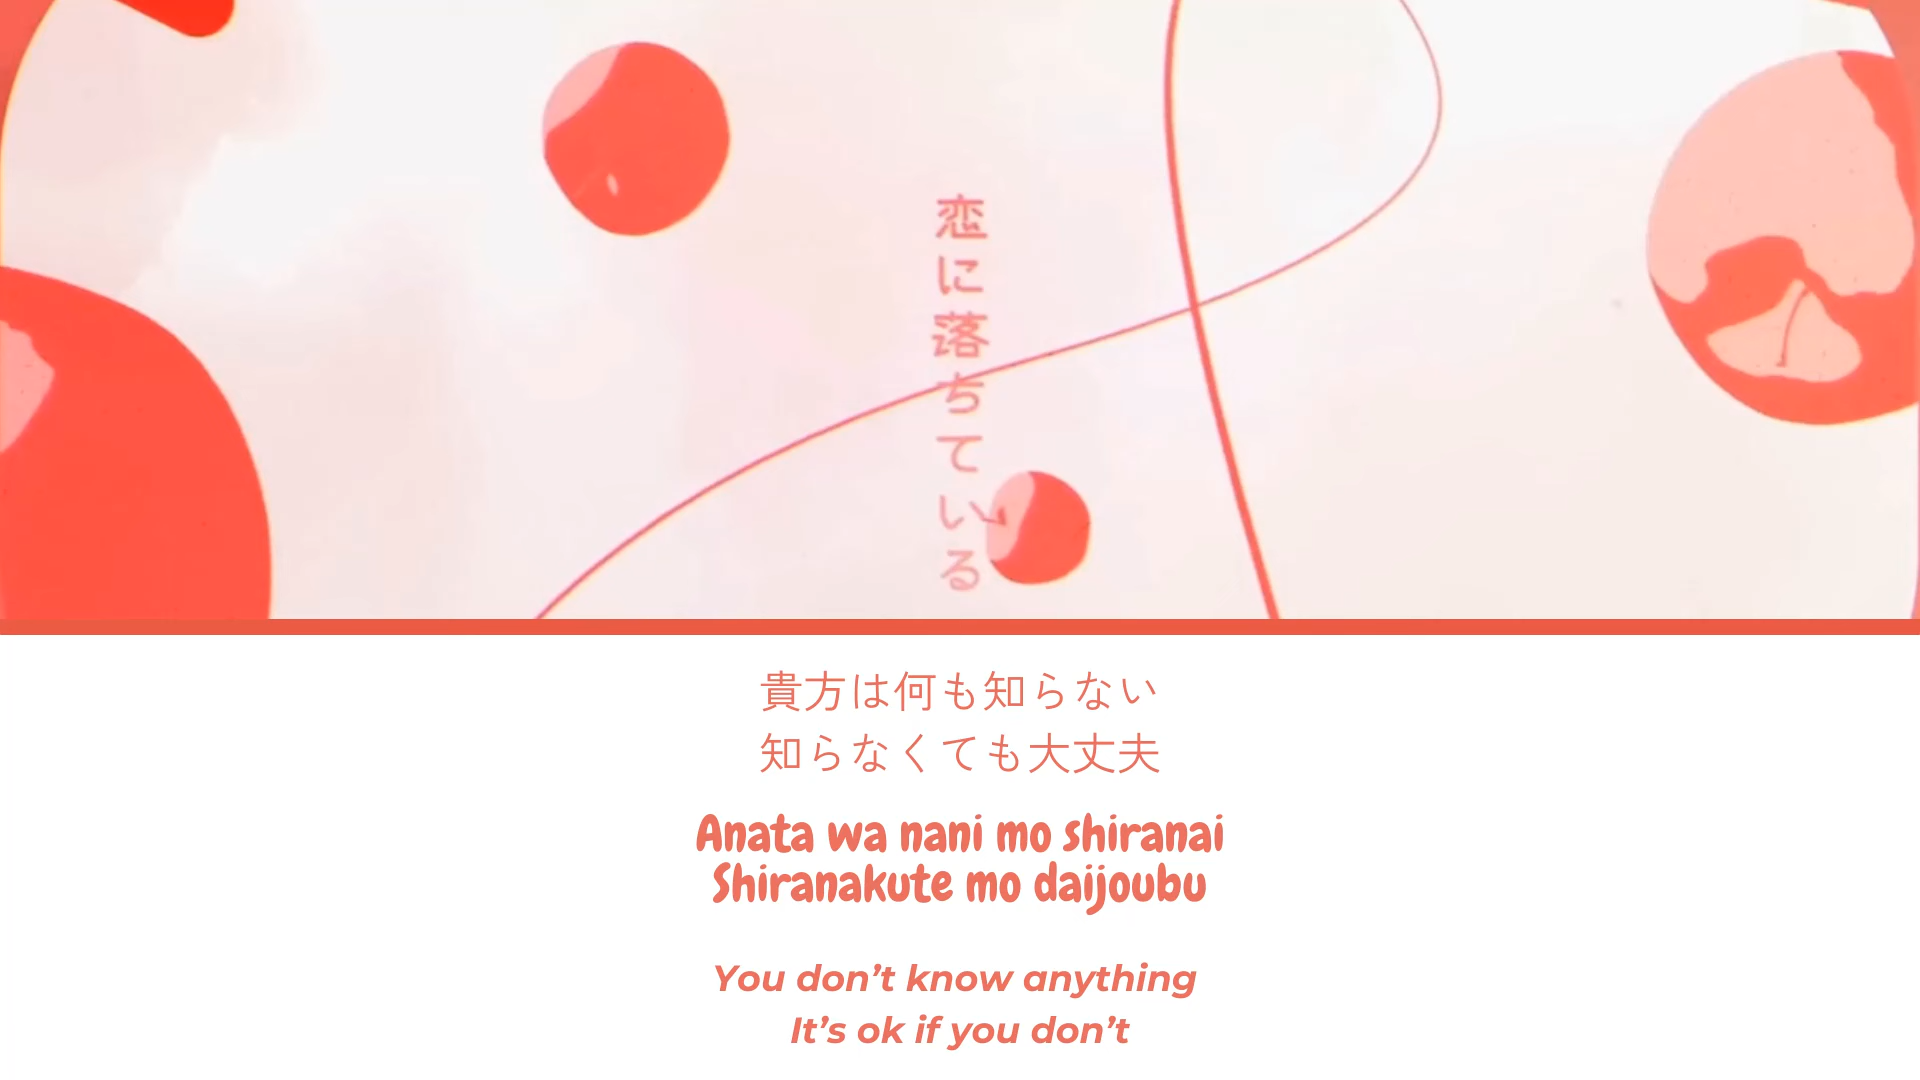 恋に落ちている
貴方は何も知らない
知らなくても大丈夫
Anata wa nani mo shiranai
Shiranakute mo daijoubu
You don’t know anything
It’s ok if you don’t